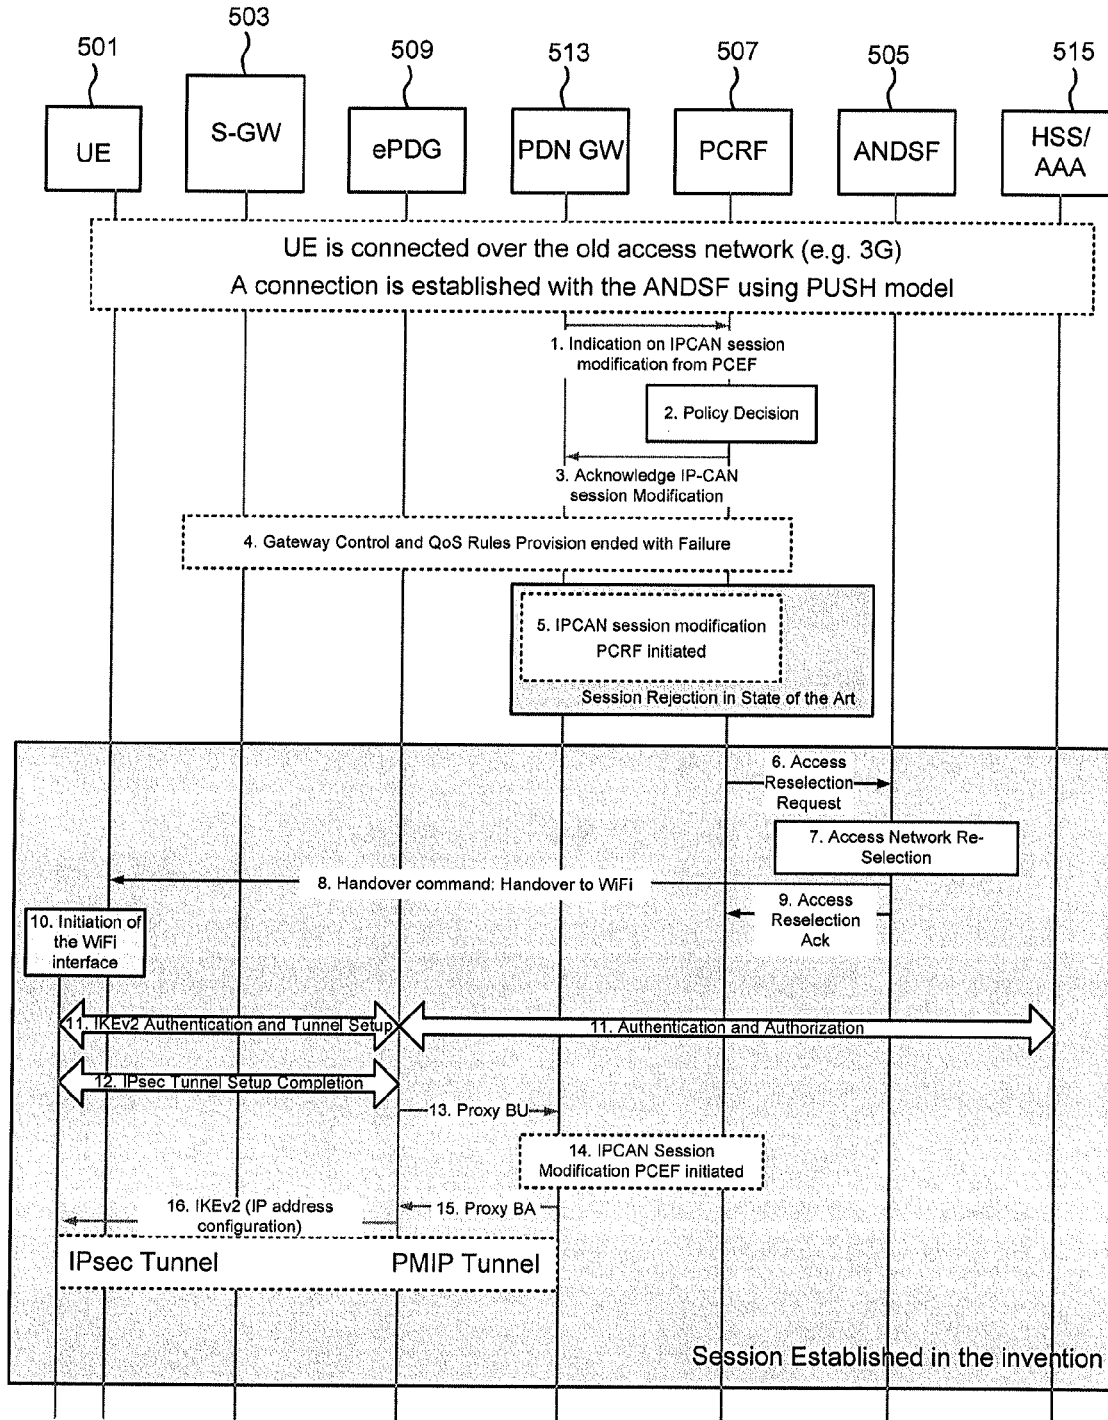 503
501
509
513
507
505
515
UE
S-GW
ePDG
PDN GW
PCRF
ANDSF
HSS/
AAA
UE is connected over the old access network (e.g. 3G)
A connection is established with the ANDSF using PUSH model
1. Indication on IPCAN session
modification from PCEF
2. Policy Decision
3. Acknowledge IP-CAN
session Modification
4. Gateway Control and QoS Rules Provision ended with Failure
5. IPCAN session modification
PCRF initiated
Session Rejection in State of the Art
6. Access
Reselection
Request
7. Access Network Re-
Selection
8. Handover command: Handover to WiFi
9. Access
Reselection
Ack
10. Initiation of
the WiFi
interface
11. IKEv2 Authentication and Tunnel Setup
11. Authentication and Authorization
12. IPsec Tunnel Setup Completion
13. Proxy BU
14. IPCAN Session
Modification PCEF initiated
15. Proxy BA
16. IKEv2 (IP address
configuration)
IPsec Tunnel
PMIP Tunnel
Session Established in the invention